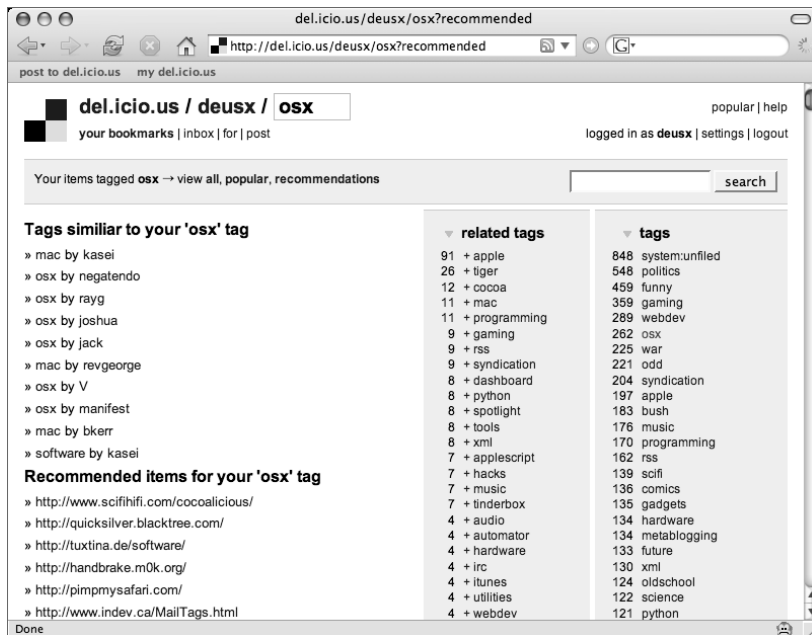 del.icio.us/deusx/osx?recommended
http://del.icio.us/deusx/osx?recommended
G
post to del.icio.us my del.icio.us
del.icio.us / deusx / osx
popular | help
your bookmarks | inbox | for | post
logged in as deusx | settings | logout
Your items tagged osx → view all, popular, recommendations
search
Tags similiar to your 'osx' tag
» mac by kasei
» osx by negatendo
» osx by rayg
» osx by joshua
» osx by jack
» mac by revgeorge
» osx by V
» osx by manifest
» mac by bkerr
» software by kasei
Recommended items for your 'osx' tag
» http://www.scifihifi.com/cocoalicious/
» http://quicksilver.blacktree.com/
» http://tuxtina.de/software/
» http://handbrake.m0k.org/
» http://pimpmysafari.com/
» http://www.indev.ca/MailTags.html
related tags
91 + apple
26 + tiger
12 + cocoa
11 + mac
11 + programming
9 + gaming
9 + rss
9 + syndication
8 + dashboard
8 + python
8 + spotlight
8 + tools
8 + xml
7 + applescript
7 + hacks
7 + music
7 + tinderbox
4 + audio
4 + automator
4 + hardware
4 + irc
4 + itunes
4 + utilities
4 + webdev
tags
848 system:unfiled
548 politics
459 funny
359 gaming
289 webdev
262 osx
225 war
221 odd
204 syndication
197 apple
183 bush
176 music
170 programming
162 rss
139 scifi
136 comics
135 gadgets
134 hardware
134 metablogging
133 future
130 xml
124 oldschool
122 science
121 python
Done